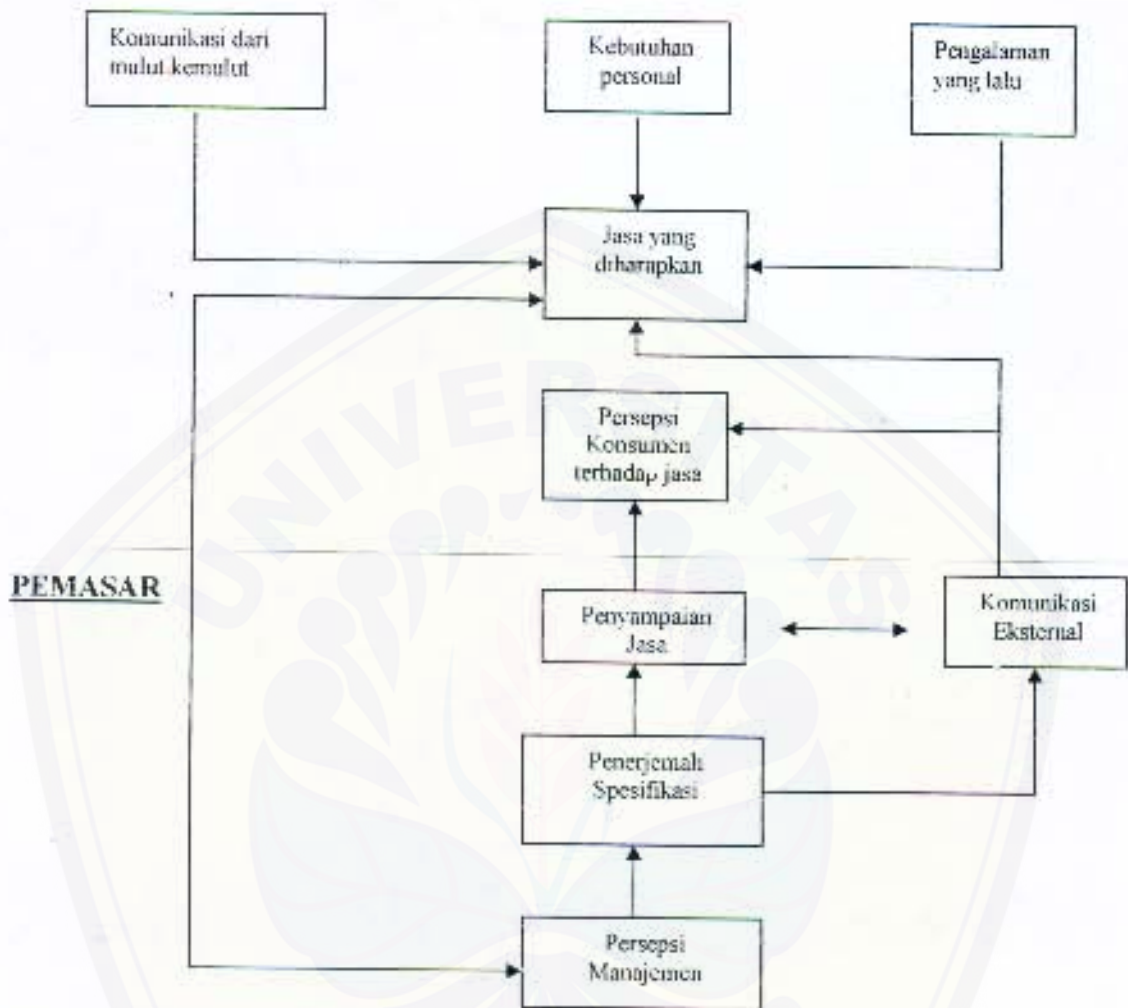 Komunikasi dari
mulut kemulut
Kebutuhan
personal
Pengalaman
yang lalu
Jasa yang
diharapkan
Persepsi
Konsumen
terhadap jasa
PEMASAR
Penyampaian
Jasa
Komunikasi
Eksternal
Penerjemah
Spesifikasi
Persepsi
Manajemen
UNIVERSITAS